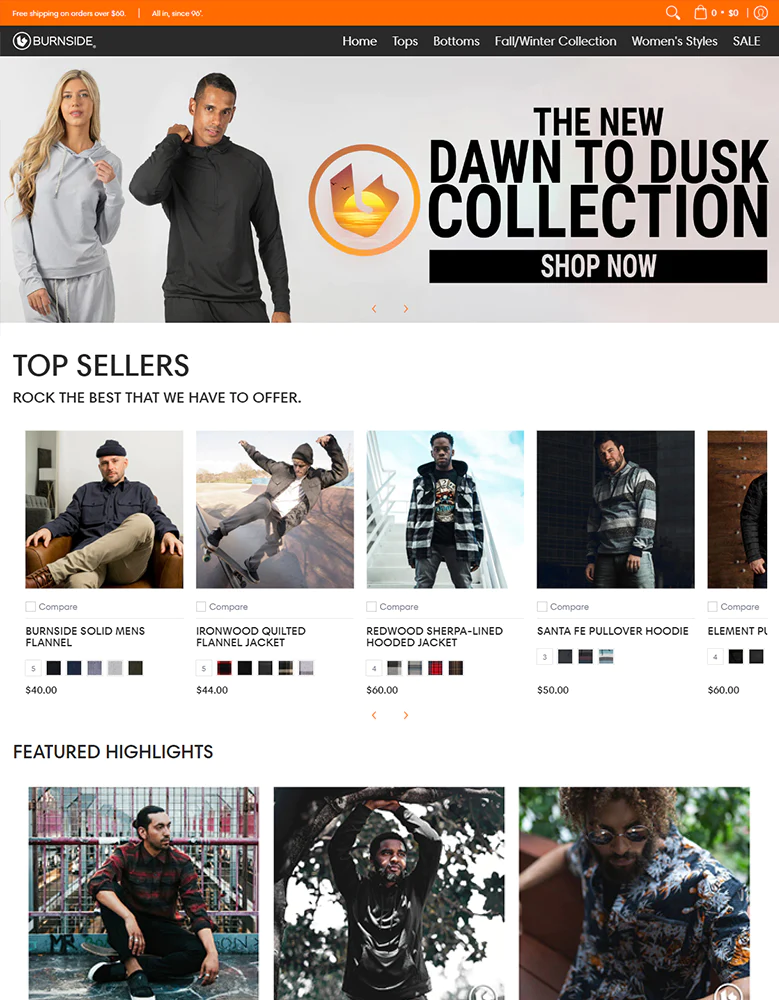 Free shipping on orders over $60. | All in, since 96'.
0 • $0 |
BURNSIDE
Home Tops Bottoms Fall/Winter Collection Women's Styles SALE
THE NEW
DAWN TO DUSK
COLLECTION
SHOP NOW
TOP SELLERS
ROCK THE BEST THAT WE HAVE TO OFFER.
Compare Compare Compare Compare Compare
BURNSIDE SOLID MENS
FLANNEL
5
$40.00
IRONWOOD QUILTED
FLANNEL JACKET
5
$44.00
REDWOOD SHERPA-LINED
HOODED JACKET
4
$60.00
SANTA FE PULLOVER HOODIE
3
$50.00
ELEMENT PU
4
$60.00
FEATURED HIGHLIGHTS